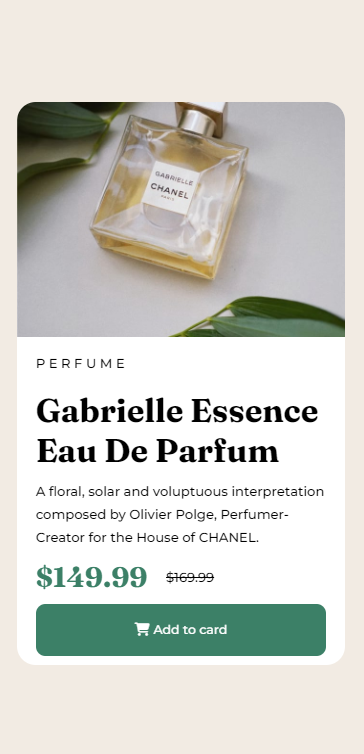 GABRIELLE
CHANEL
PARIS
PERFUME
Gabrielle Essence
Eau De Parfum
A floral, solar and voluptuous interpretation
composed by Olivier Polge, Perfumer-
Creator for the House of CHANEL.
$149.99 $169.99
Add to card